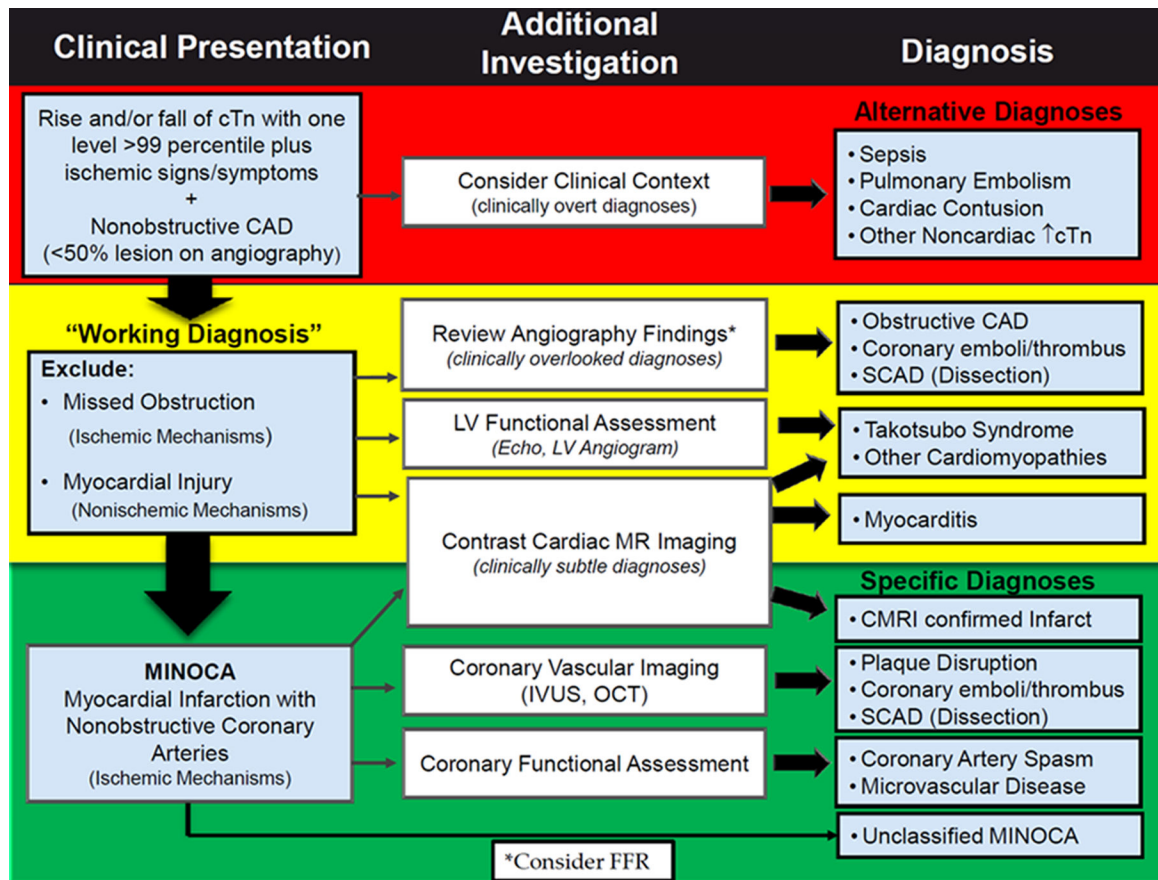 Clinical Presentation
Additional
Investigation
Diagnosis
Rise and/or fall of cTn with one
level >99 percentile plus
ischemic signs/symptoms
+
Nonobstructive CAD
(<50% lesion on angiography)
Consider Clinical Context
(clinically overt diagnoses)
Alternative Diagnoses
• Sepsis
• Pulmonary Embolism
• Cardiac Contusion
• Other Noncardiac ↑cTn
“Working Diagnosis”
Exclude:
• Missed Obstruction
(Ischemic Mechanisms)
• Myocardial Injury
(Nonischemic Mechanisms)
Review Angiography Findings*
(clinically overlooked diagnoses)
• Obstructive CAD
• Coronary emboli/thrombus
• SCAD (Dissection)
LV Functional Assessment
(Echo, LV Angiogram)
• Takotsubo Syndrome
• Other Cardiomyopathies
Contrast Cardiac MR Imaging
(clinically subtle diagnoses)
• Myocarditis
Specific Diagnoses
• CMRI confirmed Infarct
MINOCA
Myocardial Infarction with
Nonobstructive Coronary
Arteries
(Ischemic Mechanisms)
Coronary Vascular Imaging
(IVUS, OCT)
• Plaque Disruption
• Coronary emboli/thrombus
• SCAD (Dissection)
Coronary Functional Assessment
• Coronary Artery Spasm
• Microvascular Disease
• Unclassified MINOCA
*Consider FFR